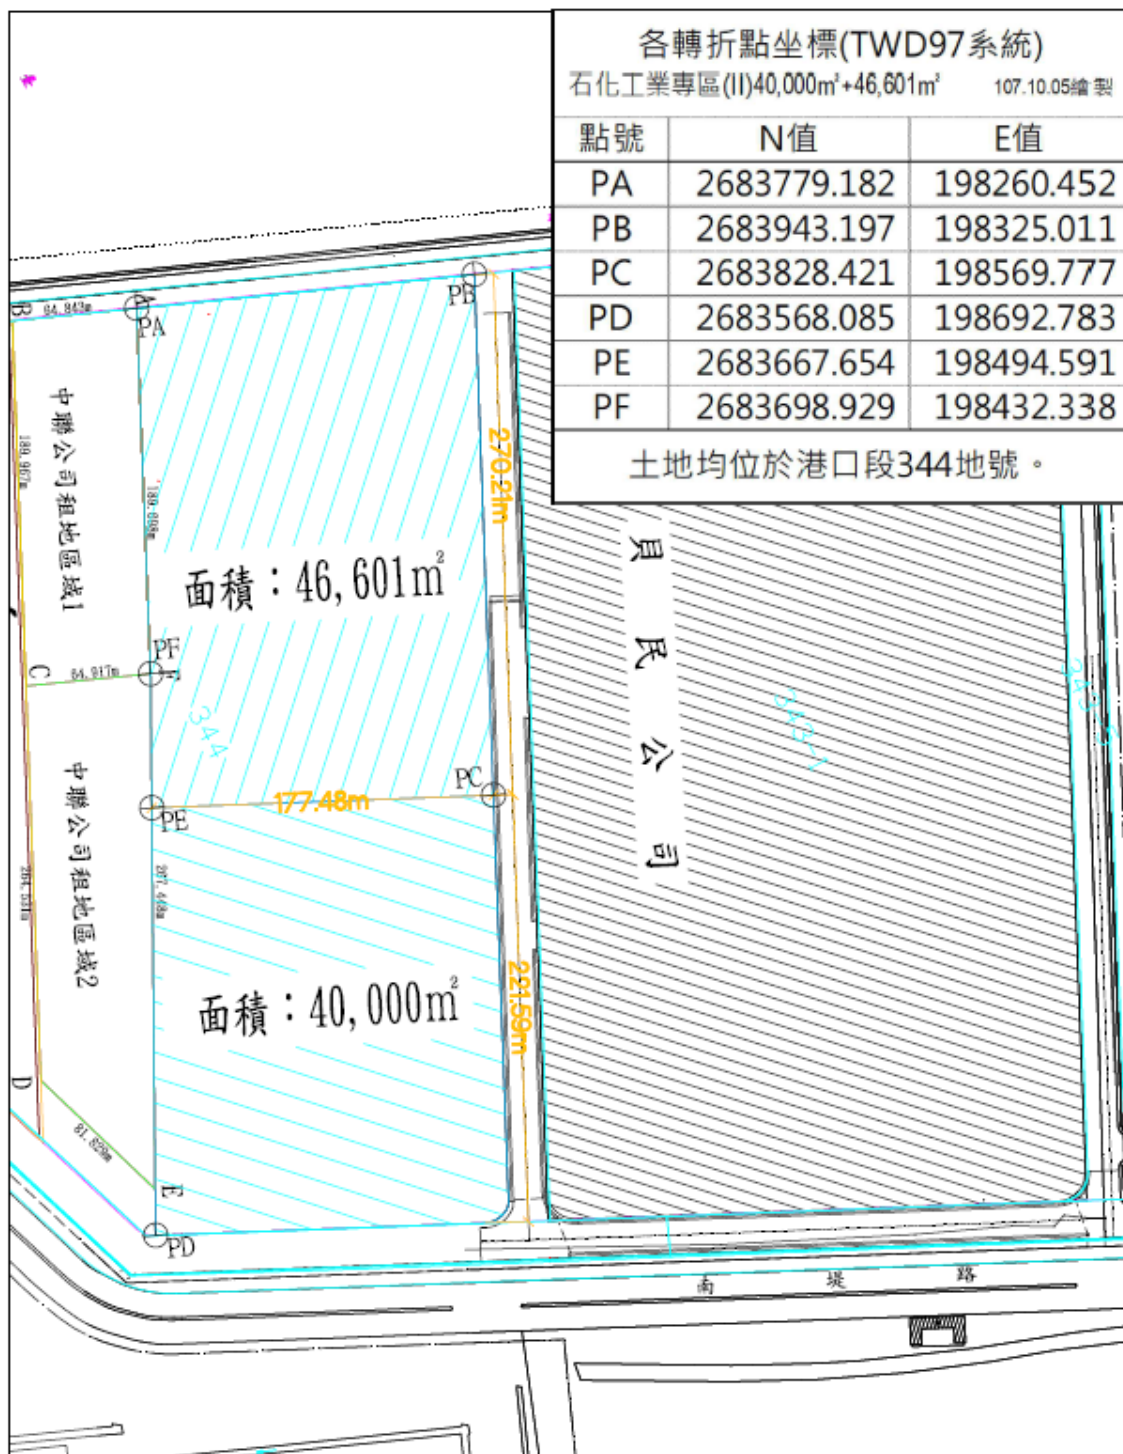 各轉折點坐標(TWD97系統)
石化工業專區(II)40,000㎡+46,601㎡ 107.10.05繪製
點號 N值 E值
PA 2683779.182 198260.452
PB 2683943.197 198325.011
PC 2683828.421 198569.777
PD 2683568.085 198692.783
PE 2683667.654 198494.591
PF 2683698.929 198432.338
土地均位於港口段344地號。
B
A
PA
PB
中聯公司租地區域1
270.21m
面積：46,601㎡
員民公司
PF
F
C
344
343-1
PC
177.48m
PE
中聯公司租地區域2
221.59m
面積：40,000㎡
D
E
PD
南堤路